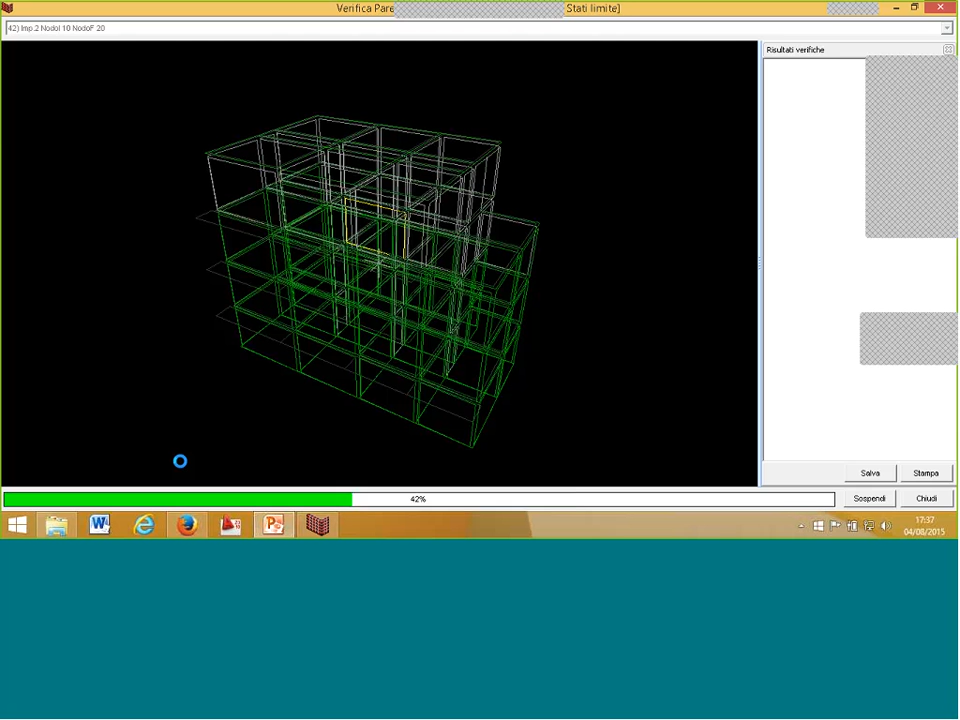 Verifica Pare Stati limite]
42) Imp.2 NodoI 10 NodoF 20
Risultati verifiche
Salva Stampa
42% Sospendi Chiudi
17:37
04/08/2015